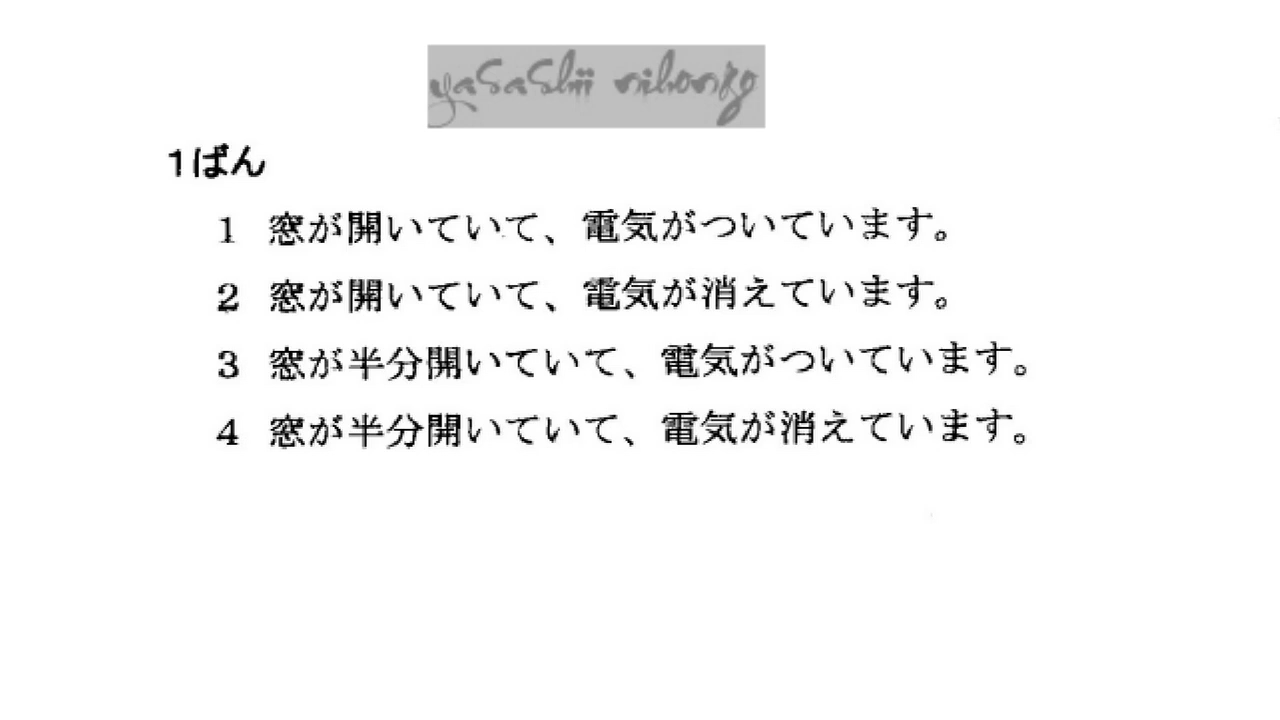 yasashii nihongo
1ばん
1 窓が開いていて、電気がついています。
2 窓が開いていて、電気が消えています。
3 窓が半分開いていて、電気がついています。
4 窓が半分開いていて、電気が消えています。